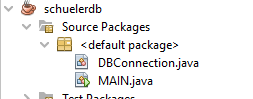 schuelerdb
Source Packages
<default package>
DBConnection.java
MAIN.java
Test Packages